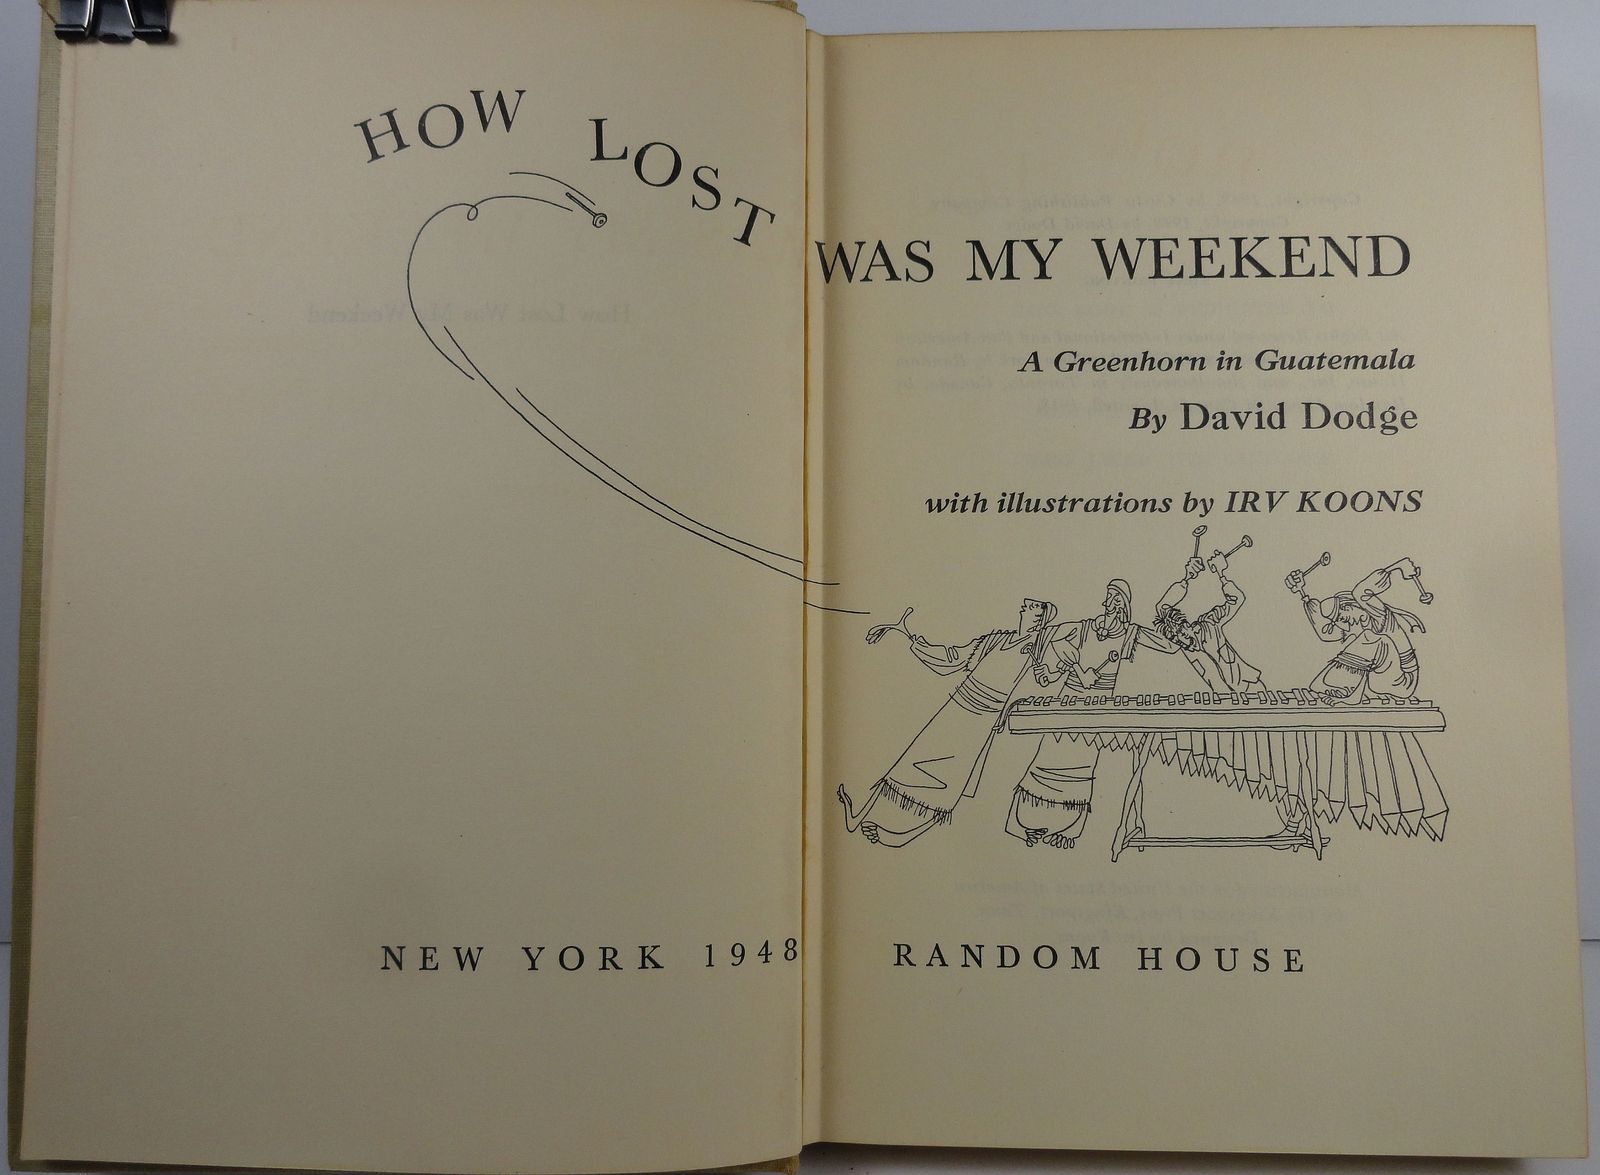 HOW LOST WAS MY WEEKEND
A Greenhorn in Guatemala
By David Dodge
with illustrations by IRV KOONS
NEW YORK 1948 RANDOM HOUSE